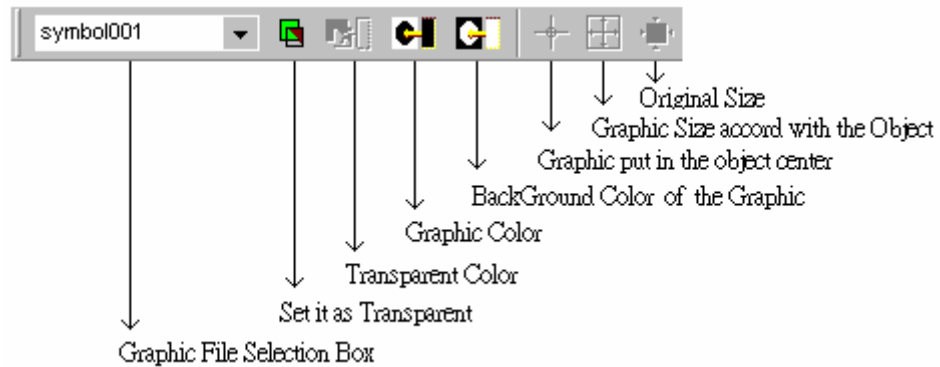 symbol001
Original Size
Graphic Size accord with the Object
Graphic put in the object center
BackGround Color of the Graphic
Graphic Color
Transparent Color
Set it as Transparent
Graphic File Selection Box